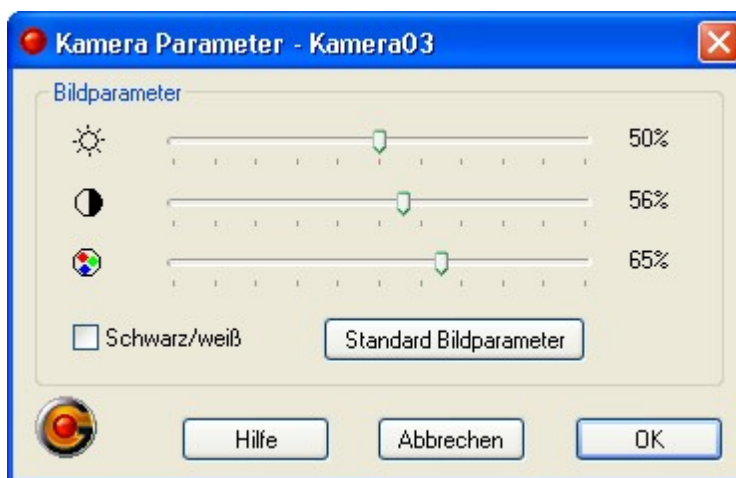 Kamera Parameter - Kamera03
Bildparameter
50%
56%
65%
Schwarz/weiß
Standard Bildparameter
Hilfe
Abbrechen
OK